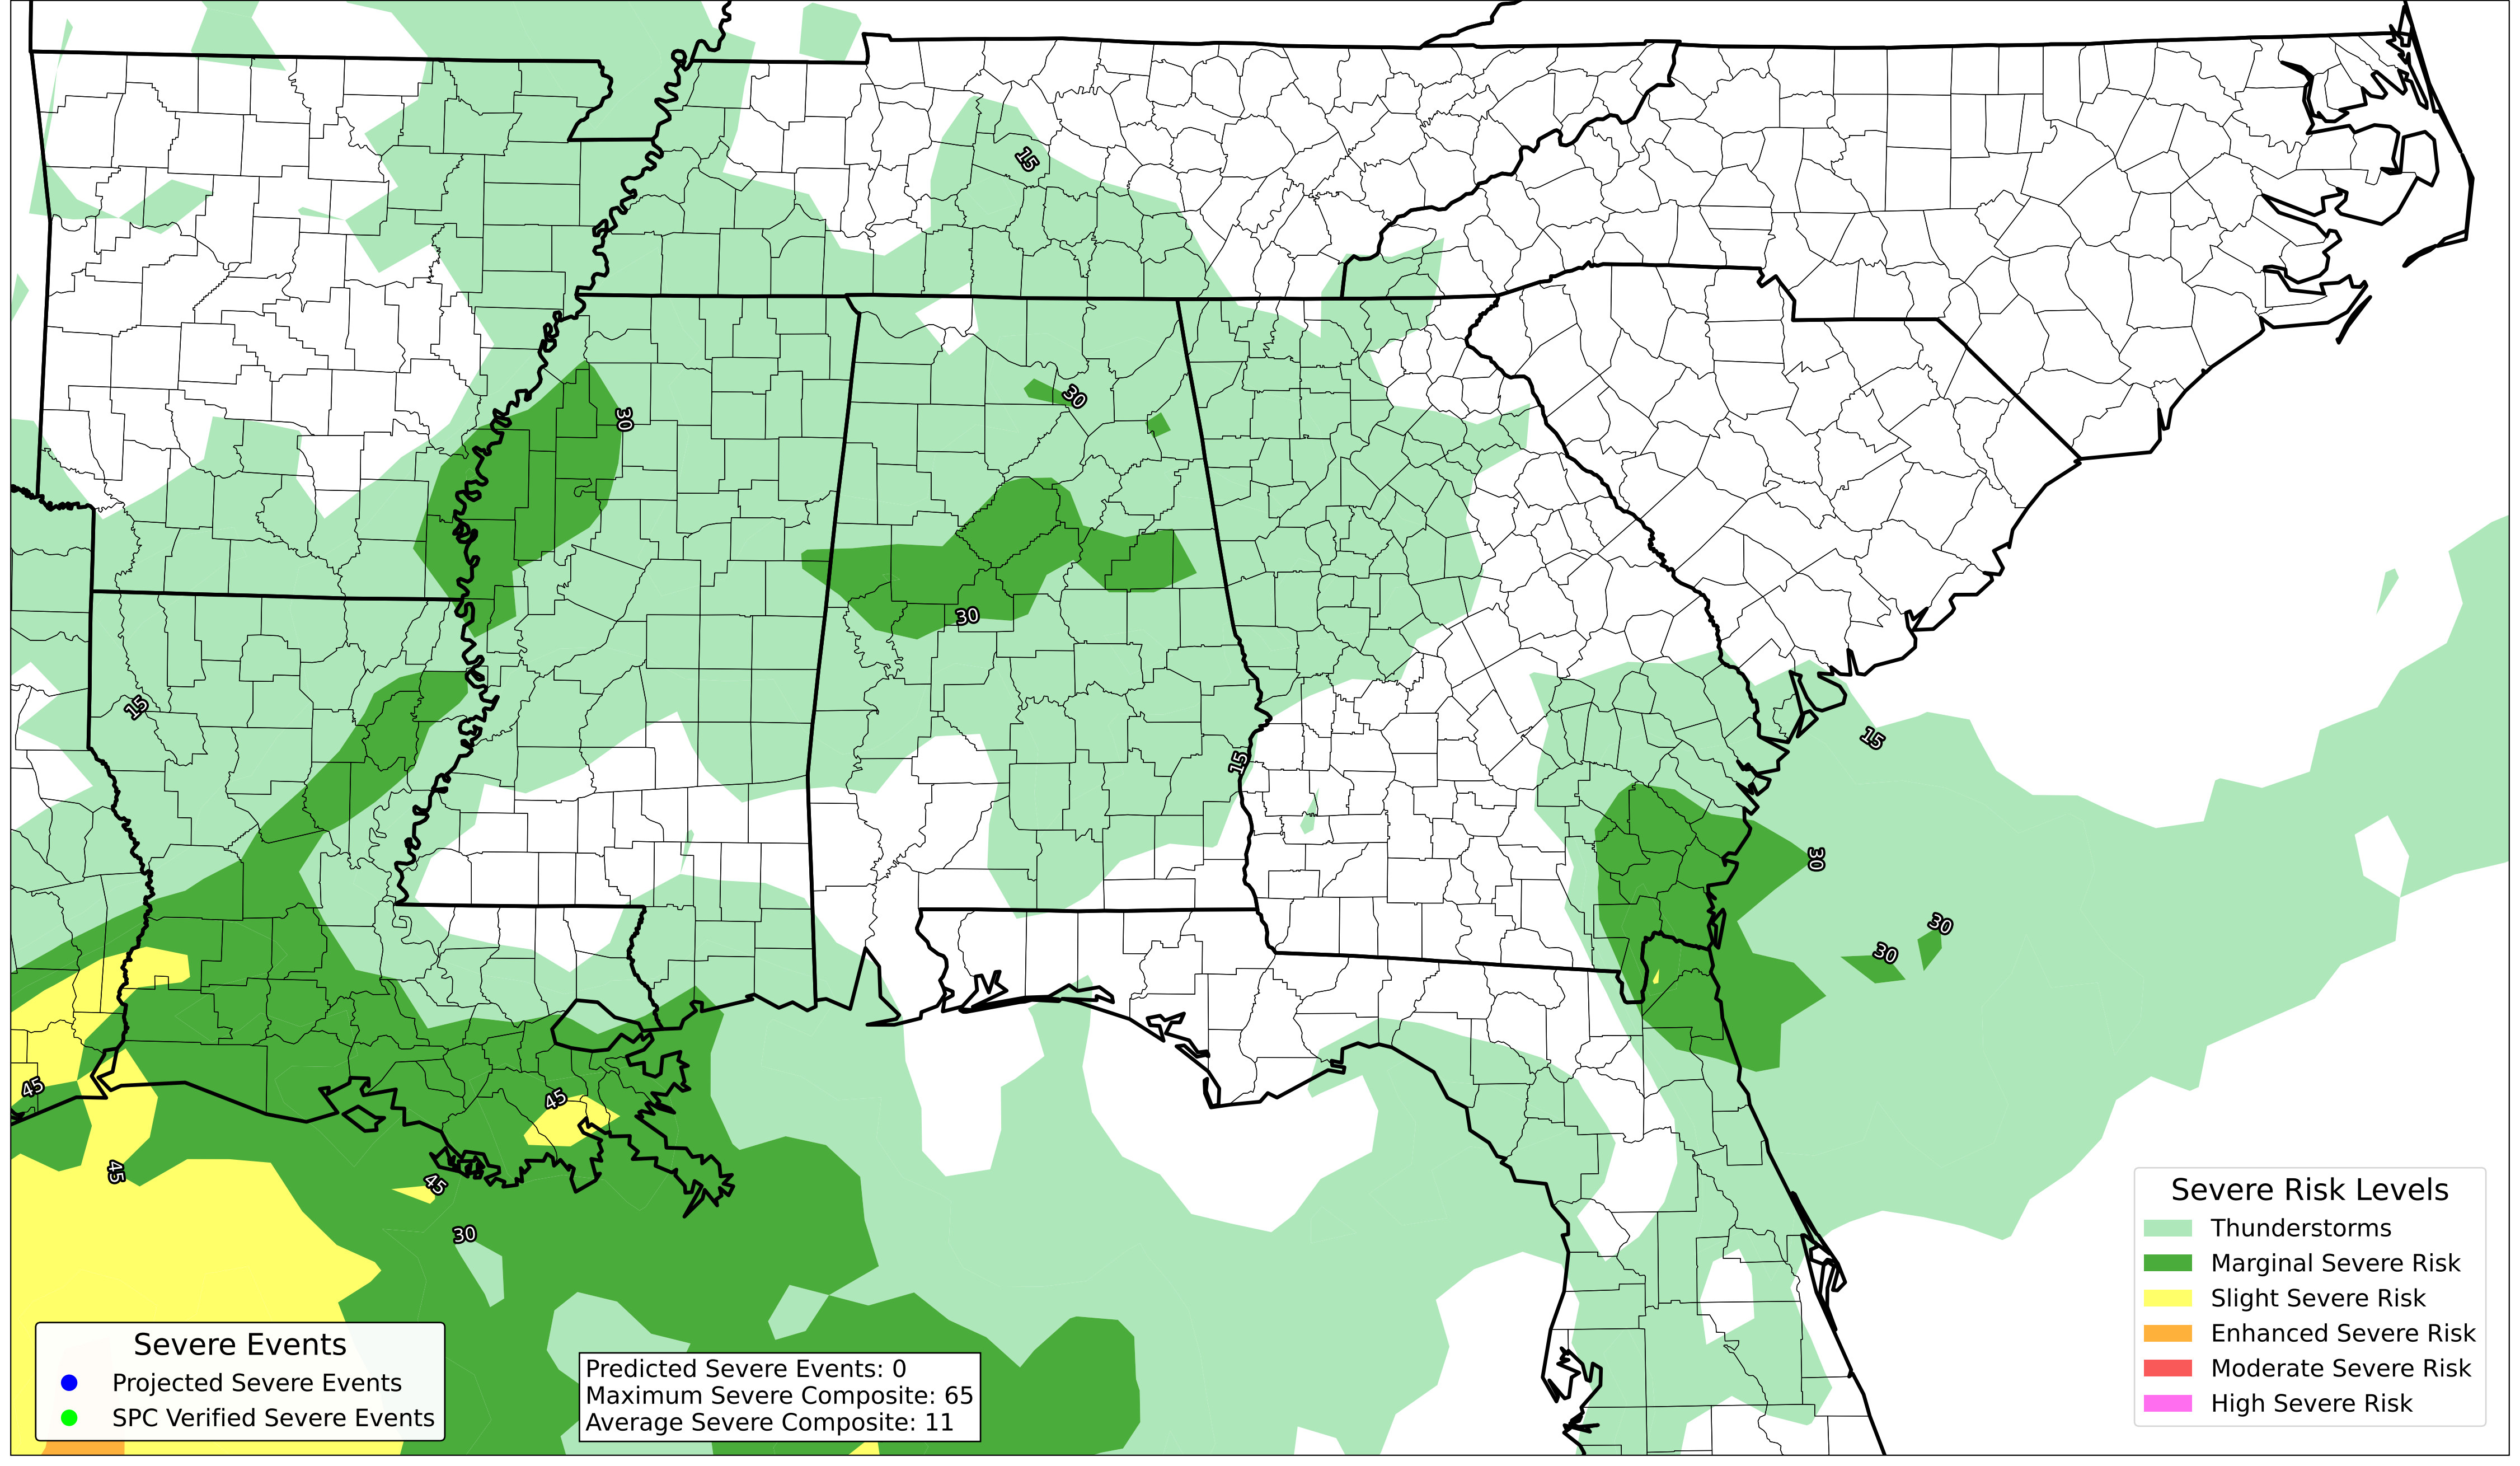 15
30
30
30
15
15
15
30
30
30
45
45
45
45
30
Severe Events
Projected Severe Events
SPC Verified Severe Events
Predicted Severe Events: 0
Maximum Severe Composite: 65
Average Severe Composite: 11
Severe Risk Levels
Thunderstorms
Marginal Severe Risk
Slight Severe Risk
Enhanced Severe Risk
Moderate Severe Risk
High Severe Risk